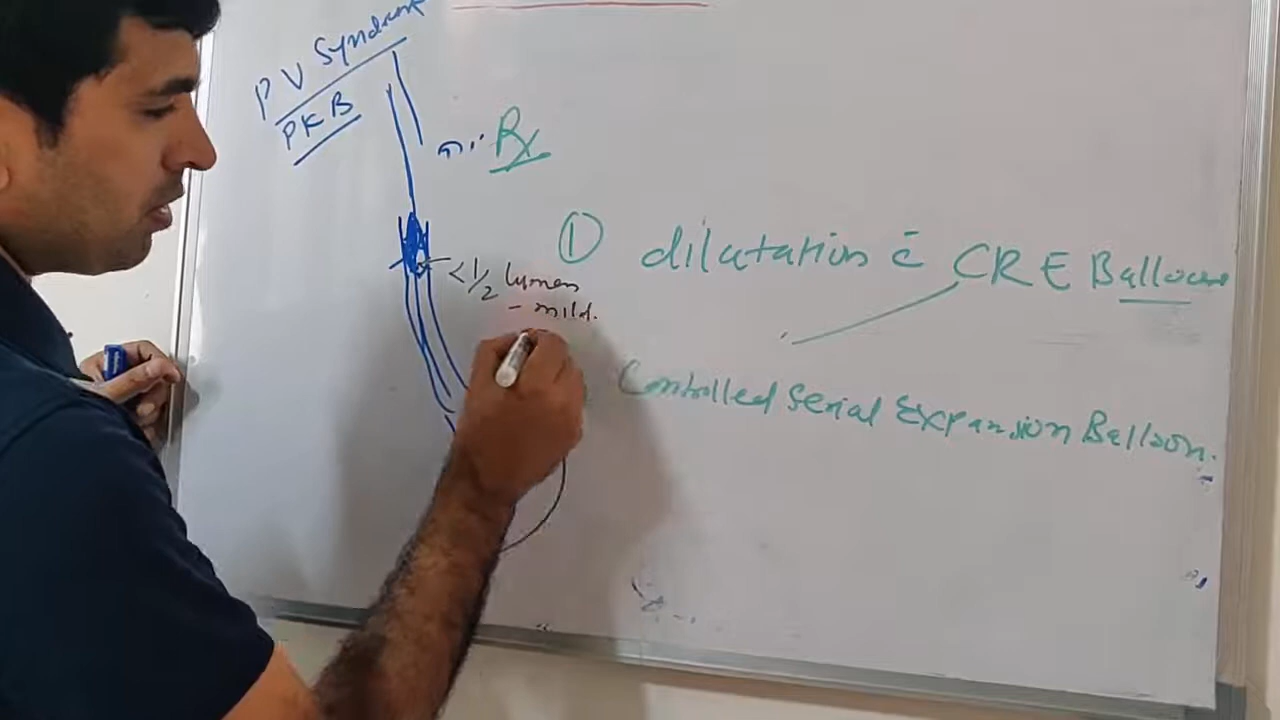 PV Syndrome
PKB
Rx
① dilatation c̄ CRE Balloon
<½ lumen
- mild.
Controlled Serial Expansion Balloon.